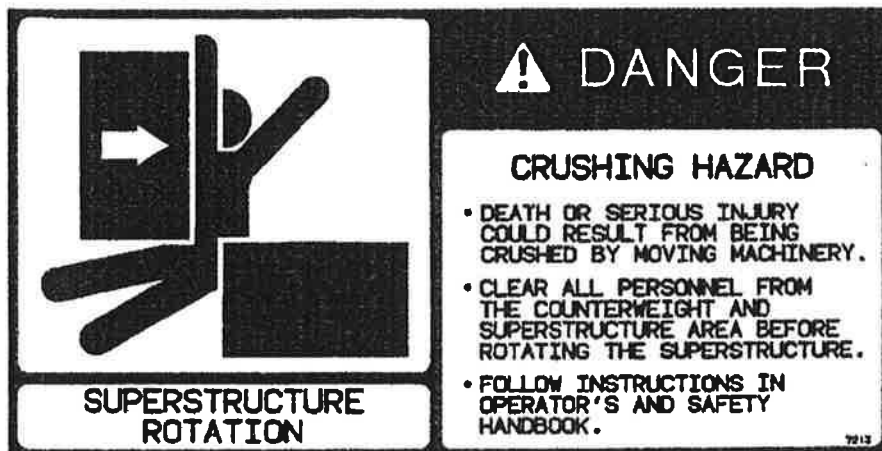 DANGER
CRUSHING HAZARD
• DEATH OR SERIOUS INJURY
COULD RESULT FROM BEING
CRUSHED BY MOVING MACHINERY.
• CLEAR ALL PERSONNEL FROM
THE COUNTERWEIGHT AND
SUPERSTRUCTURE AREA BEFORE
ROTATING THE SUPERSTRUCTURE.
• FOLLOW INSTRUCTIONS IN
OPERATOR'S AND SAFETY
HANDBOOK.
7213
SUPERSTRUCTURE
ROTATION